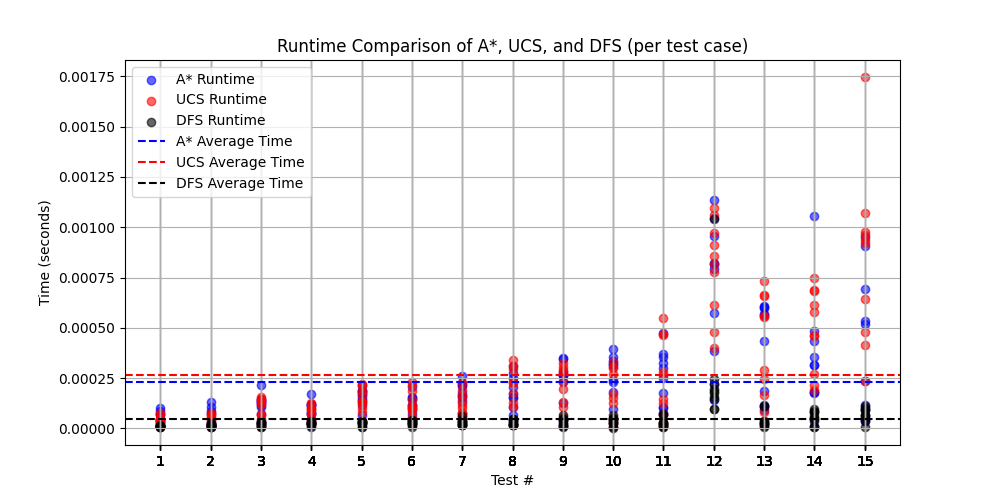 Runtime Comparison of A*, UCS, and DFS (per test case)
A* Runtime
UCS Runtime
DFS Runtime
A* Average Time
UCS Average Time
DFS Average Time
0.00175
0.00150
0.00125
0.00100
0.00075
0.00050
0.00025
0.00000
Time (seconds)
1 2 3 4 5 6 7 8 9 10 11 12 13 14 15
Test #